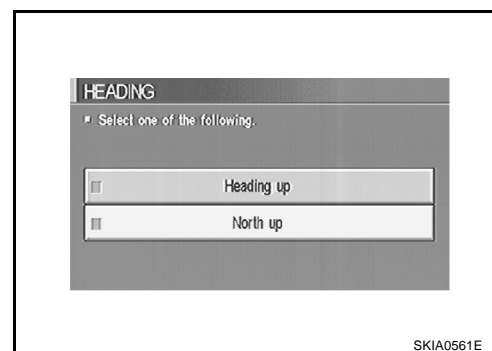 HEADING
Select one of the following.
Heading up
North up
SKIA0561E